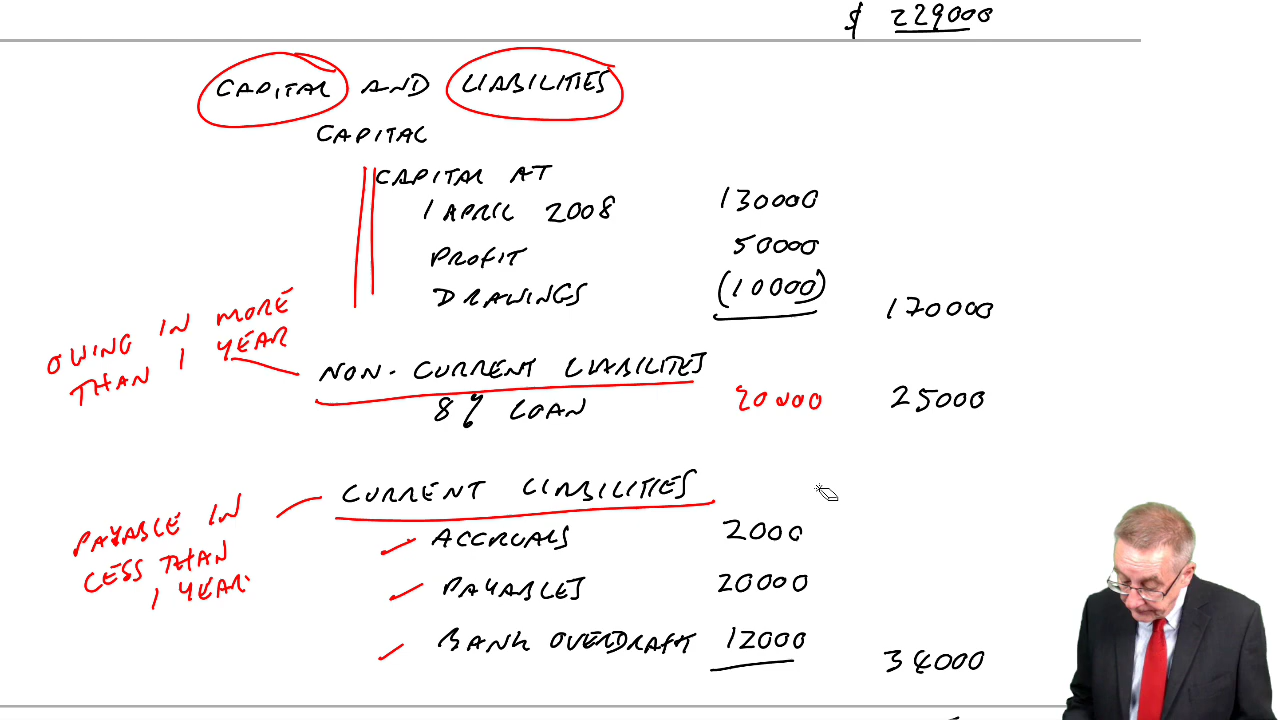 $ 229000
CAPITAL AND LIABILITIES
CAPITAL
CAPITAL AT
1 APRIL 2008 130000
PROFIT 50000
DRAWINGS (10000) 170000
OWING IN MORE
THAN 1 YEAR
NON-CURRENT LIABILITES
8% LOAN 20000 25000
CURRENT LIABILITIES
PAYABLE IN
LESS THAN
1 YEAR.
ACCRUALS 2000
PAYABLES 20000
BANK OVERDRAFT 12000 34000